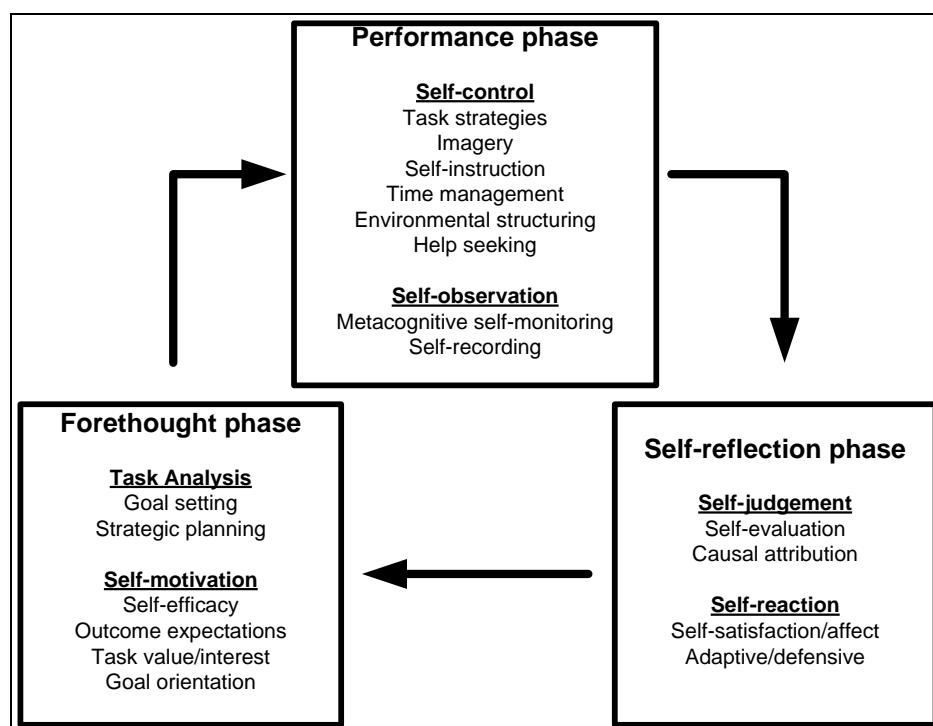 Performance phase
Self-control
Task strategies
Imagery
Self-instruction
Time management
Environmental structuring
Help seeking
Self-observation
Metacognitive self-monitoring
Self-recording
Forethought phase
Task Analysis
Goal setting
Strategic planning
Self-motivation
Self-efficacy
Outcome expectations
Task value/interest
Goal orientation
Self-reflection phase
Self-judgement
Self-evaluation
Causal attribution
Self-reaction
Self-satisfaction/affect
Adaptive/defensive